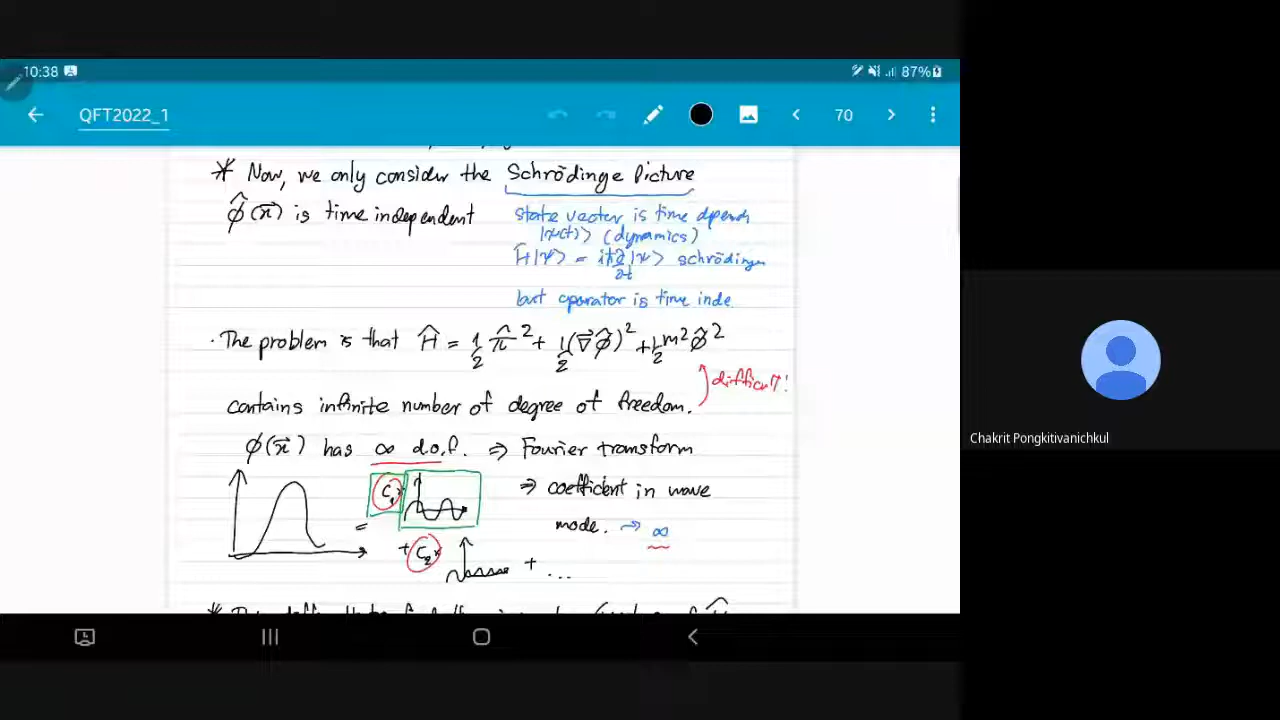 10:38
87%
QFT2022_1
70
* Now, we only consider the Schrödinge Picture
φ̂(x⃗) is time independent
state vector is time depend
|ψ(t)⟩ (dynamics)
Ĥ|ψ⟩ = iħ∂/∂t|ψ⟩ schrödinge
but operator is time inde
· The problem is that Ĥ = 1/2 π̂² + 1/2(∇⃗φ̂)² + 1/2 m²φ̂²
difficult!
contains infinite number of degree of freedom.
φ(x⃗) has ∞ d.o.f. ⇒ Fourier transform
⇒ coefficient in wave
mode. → ∞
= C₁×
+ C₂× + ...
Chakrit Pongkitivanichkul